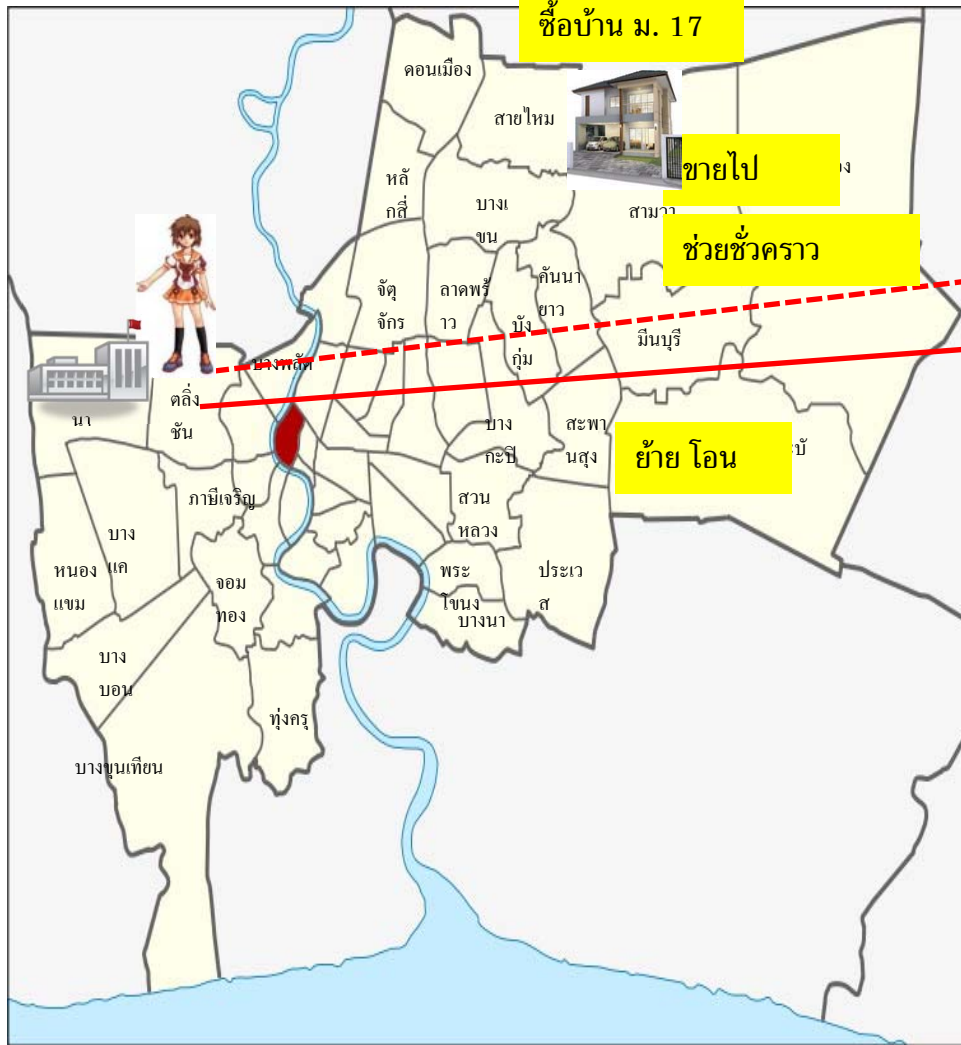 ซื้อบ้าน ม. 17
ดอนเมือง
สายไหม
ขายไป
หลั
กสี่
บางเ
ขน
สามวา
ช่วยชั่วคราว
จัตุ
จักร
ลาดพร้
าว
คันนา
ยาว
บัง
กุ่ม
มีนบุรี
บางพลัด
นา
ตลิ่ง
ชัน
บาง
กะปิ
สะพา
นสุง
ย้าย โอน
ภาษีเจริญ
สวน
หลวง
บาง
แค
หนอง
แขม
จอม
ทอง
พระ
โขนง
บางนา
ประเว
ส
บาง
บอน
ทุ่งครุ
บางขุนเทียน